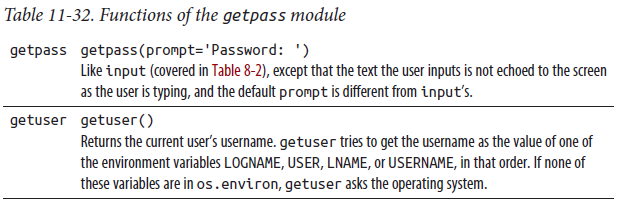 Table 11-32. Functions of the getpass module
getpass getpass(prompt='Password: ')
Like input (covered in Table 8-2), except that the text the user inputs is not echoed to the screen
as the user is typing, and the default prompt is different from input’s.
getuser getuser()
Returns the current user’s username. getuser tries to get the username as the value of one of
the environment variables LOGNAME, USER, LNAME, or USERNAME, in that order. If none of
these variables are in os.environ, getuser asks the operating system.